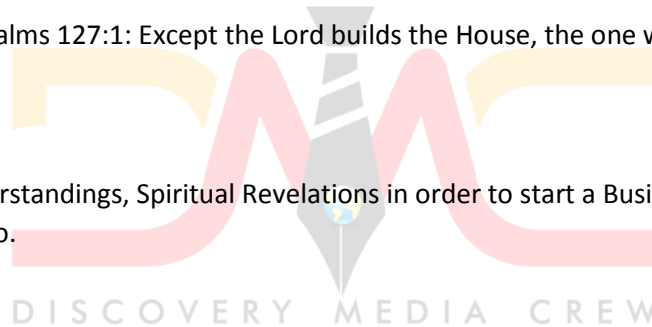 alms 127:1: Except the Lord builds the House, the one w
rstandings, Spiritual Revelations in order to start a Busi
o.
DMC
DISCOVERY MEDIA CREW